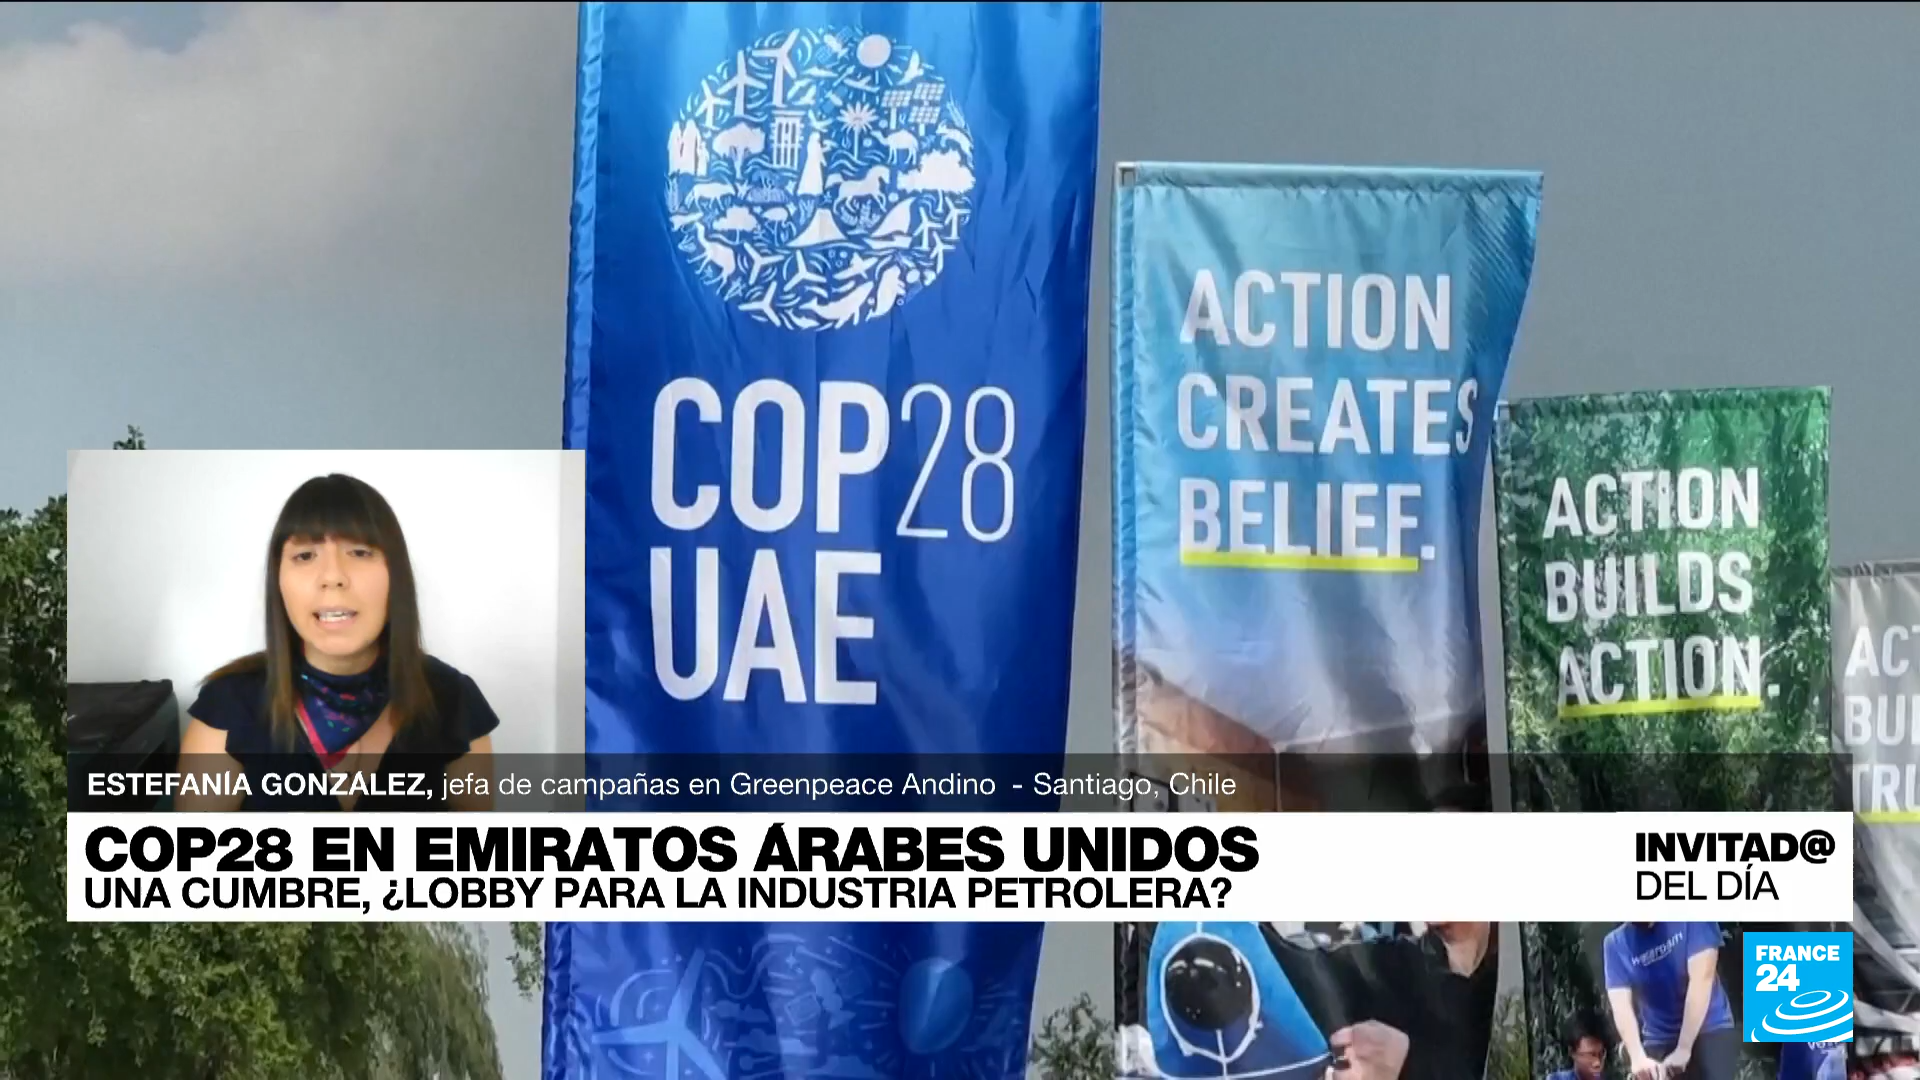 COP28
UAE
ACTION
CREATES
BELIEF.
ACTION
BUILDS
ACTION.
ESTEFANÍA GONZÁLEZ, jefa de campañas en Greenpeace Andino - Santiago, Chile
COP28 EN EMIRATOS ÁRABES UNIDOS
UNA CUMBRE, ¿LOBBY PARA LA INDUSTRIA PETROLERA?
INVITAD@
DEL DÍA
FRANCE
24